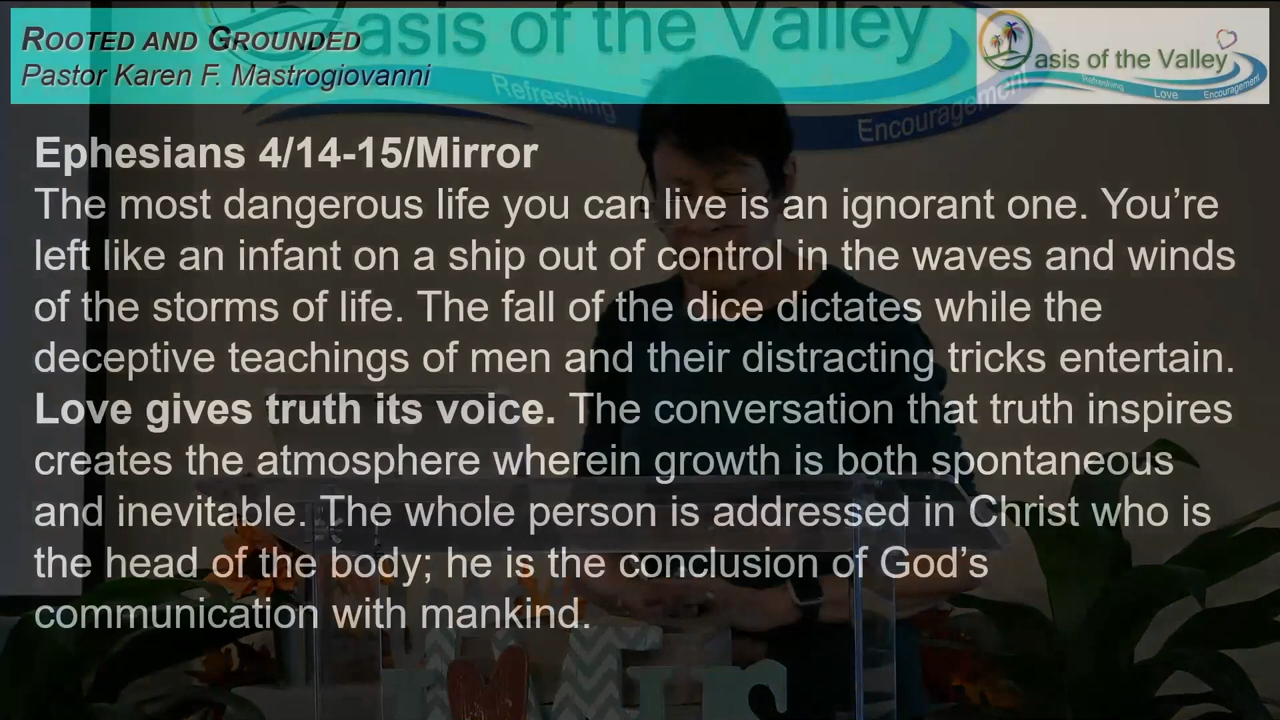 Rooted and Grounded
Pastor Karen F. Mastrogiovanni
asis of the Valley
Refreshing
Encouragement
asis of the Valley
Refreshing
Love
Encouragement
Ephesians 4/14-15/Mirror
The most dangerous life you can live is an ignorant one. You’re
left like an infant on a ship out of control in the waves and winds
of the storms of life. The fall of the dice dictates while the
deceptive teachings of men and their distracting tricks entertain.
Love gives truth its voice. The conversation that truth inspires
creates the atmosphere wherein growth is both spontaneous
and inevitable. The whole person is addressed in Christ who is
the head of the body; he is the conclusion of God’s
communication with mankind.